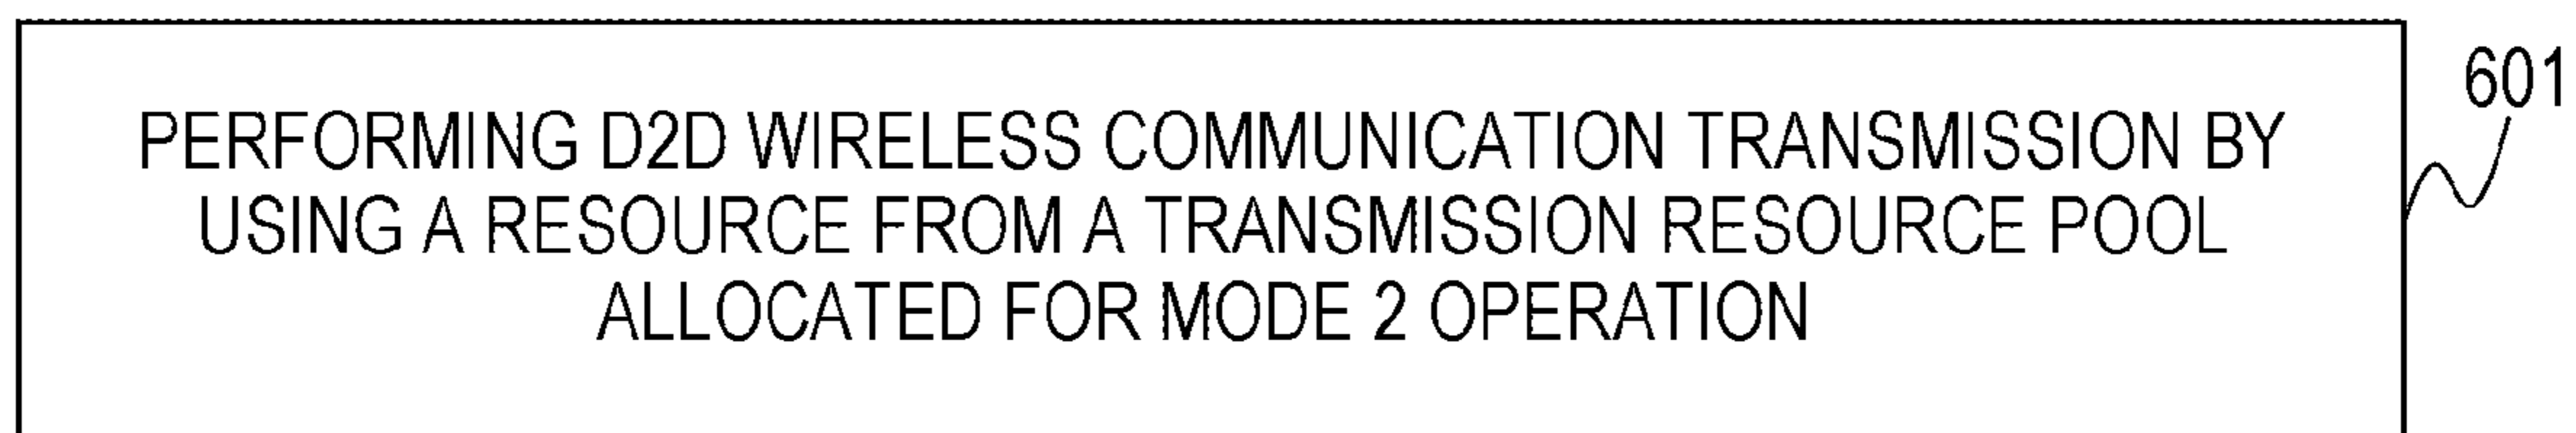 601
PERFORMING D2D WIRELESS COMMUNICATION TRANSMISSION BY
USING A RESOURCE FROM A TRANSMISSION RESOURCE POOL
ALLOCATED FOR MODE 2 OPERATION